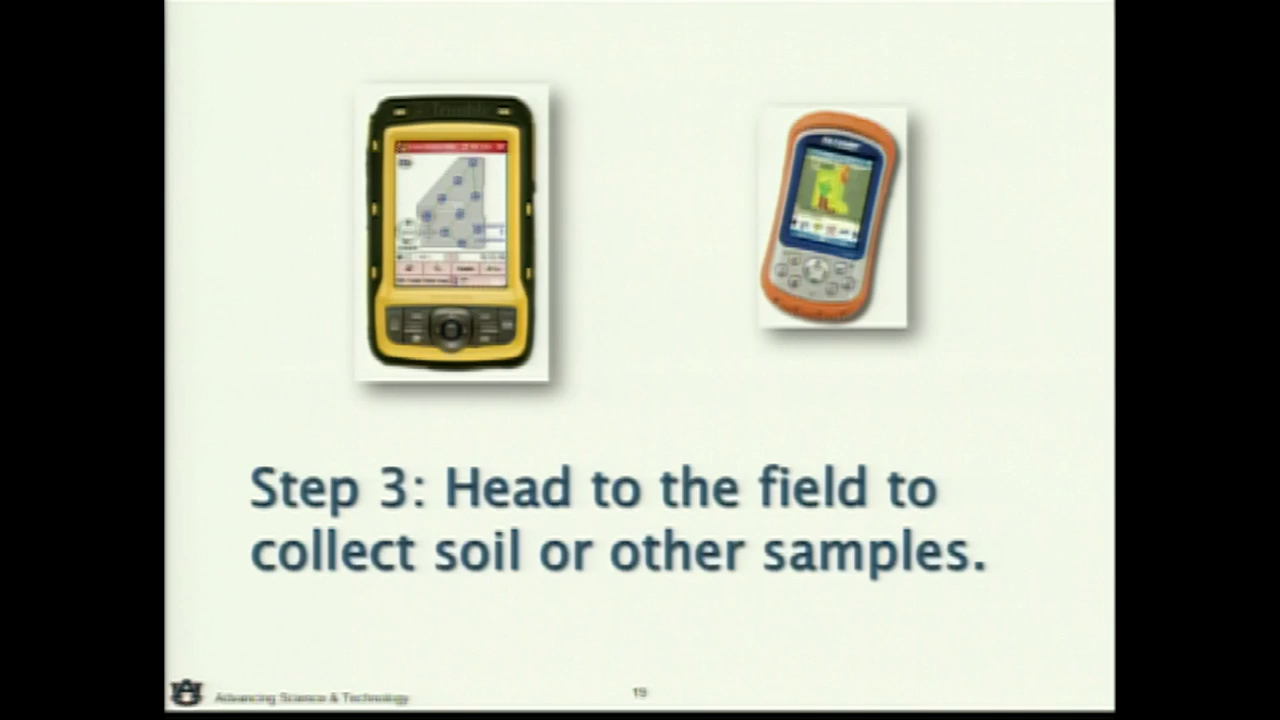 Step 3: Head to the field to
collect soil or other samples.
Advancing Science & Technology
19